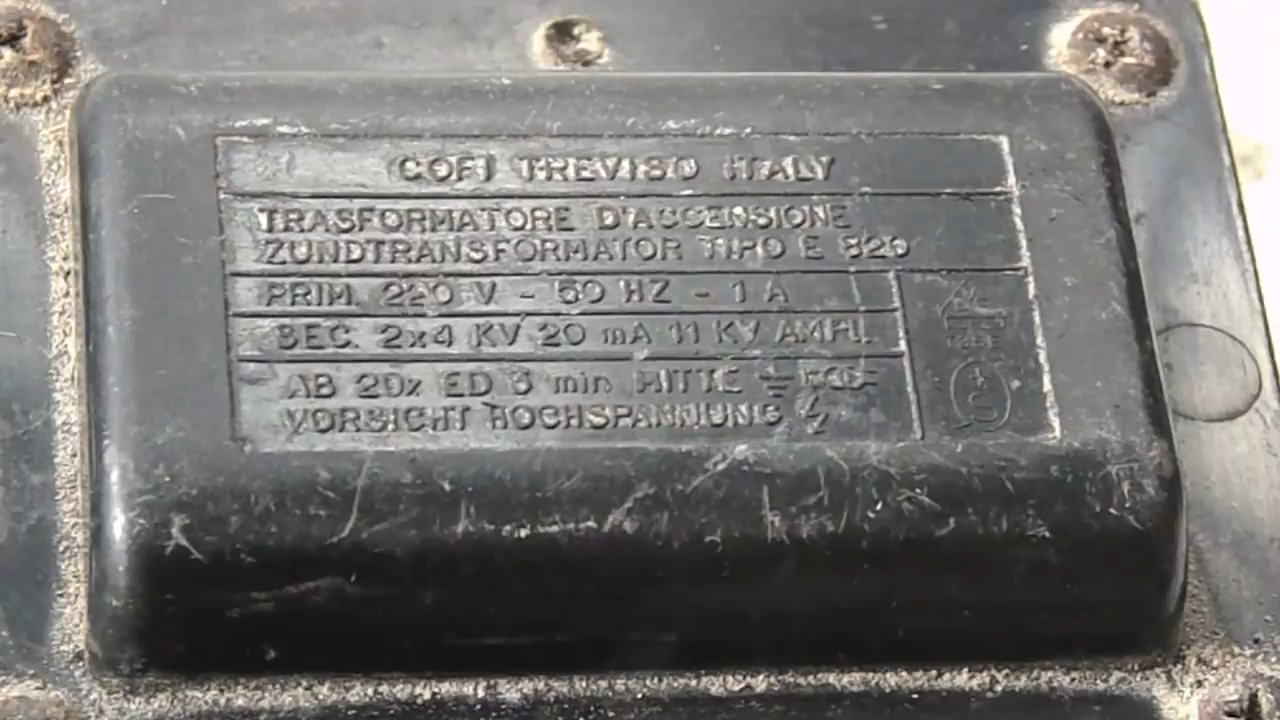 COFI TREVISO ITALY
TRASFORMATORE D'ACCENSIONE
ZUNDTRANSFORMATOR TIPO E 820
PRIM. 220 V - 50 HZ - 1 A
SEC. 2x4 KV 20 mA 11 KV AMPL.
AB 20% ED 3 min MITTE
VORSICHT HOCHSPANNUNG
S